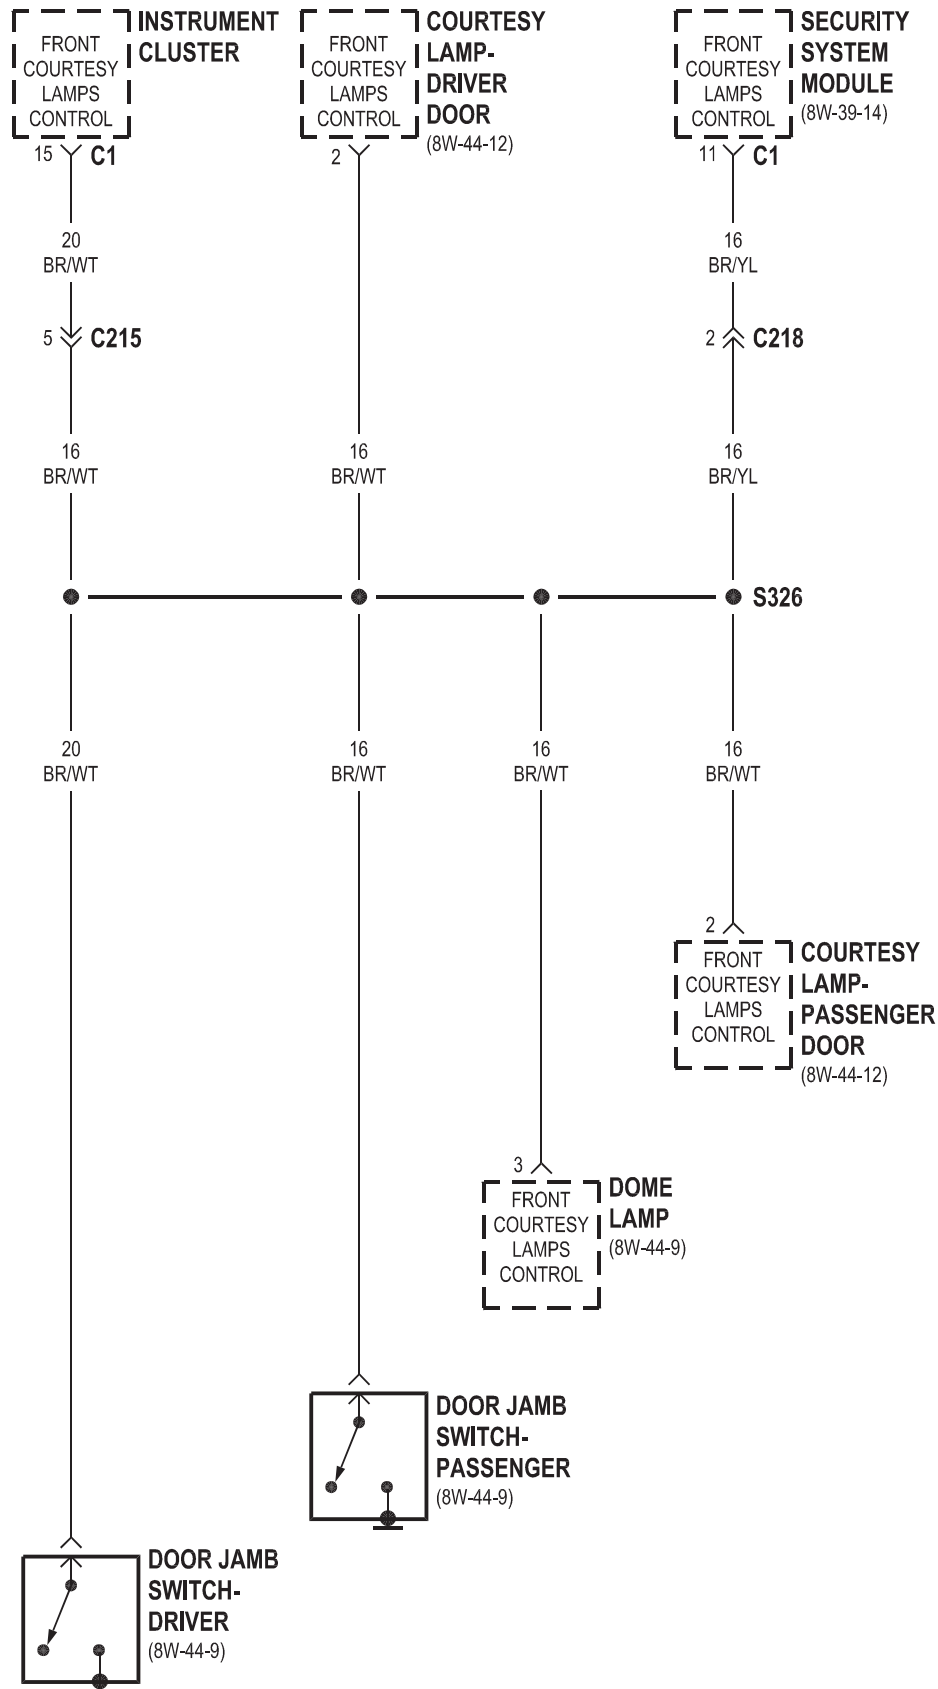 FRONT
COURTESY
LAMPS
CONTROL
INSTRUMENT
CLUSTER
15
C1
FRONT
COURTESY
LAMPS
CONTROL
COURTESY
LAMP-
DRIVER
DOOR
(8W-44-12)
2
FRONT
COURTESY
LAMPS
CONTROL
SECURITY
SYSTEM
MODULE
(8W-39-14)
11
C1
20
BR/WT
16
BR/YL
5
C215
2
C218
16
BR/WT
16
BR/WT
16
BR/YL
S326
20
BR/WT
16
BR/WT
16
BR/WT
16
BR/WT
2
FRONT
COURTESY
LAMPS
CONTROL
COURTESY
LAMP-
PASSENGER
DOOR
(8W-44-12)
3
FRONT
COURTESY
LAMPS
CONTROL
DOME
LAMP
(8W-44-9)
DOOR JAMB
SWITCH-
PASSENGER
(8W-44-9)
DOOR JAMB
SWITCH-
DRIVER
(8W-44-9)